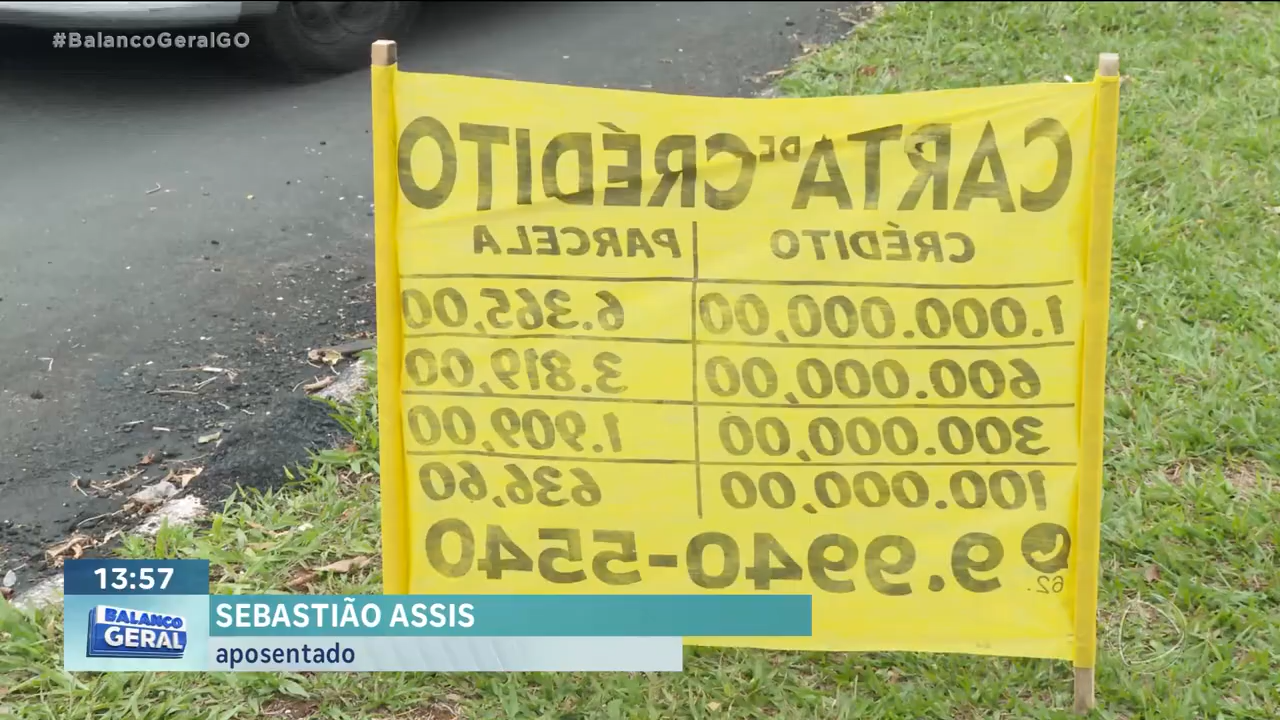 #BalancoGeralGO
CARTA DE CRÉDITO
CRÉDITO PARCELA
1.000.000,00 6.365,00
600.000,00 3.819,00
300.000,00 1.909,00
100.000,00 636,60
9.9940-5540
62.
13:57
BALANÇO
GERAL
SEBASTIÃO ASSIS
aposentado